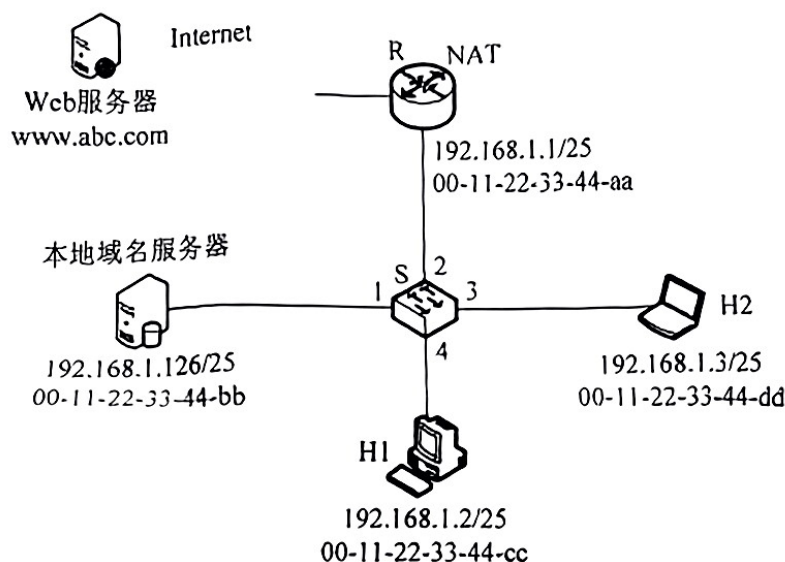 Internet
R NAT
Web服务器
www.abc.com
192.168.1.1/25
00-11-22-33-44-aa
本地域名服务器
S
1 2 3
4
H2
192.168.1.126/25
00-11-22-33-44-bb
192.168.1.3/25
00-11-22-33-44-dd
H1
192.168.1.2/25
00-11-22-33-44-cc